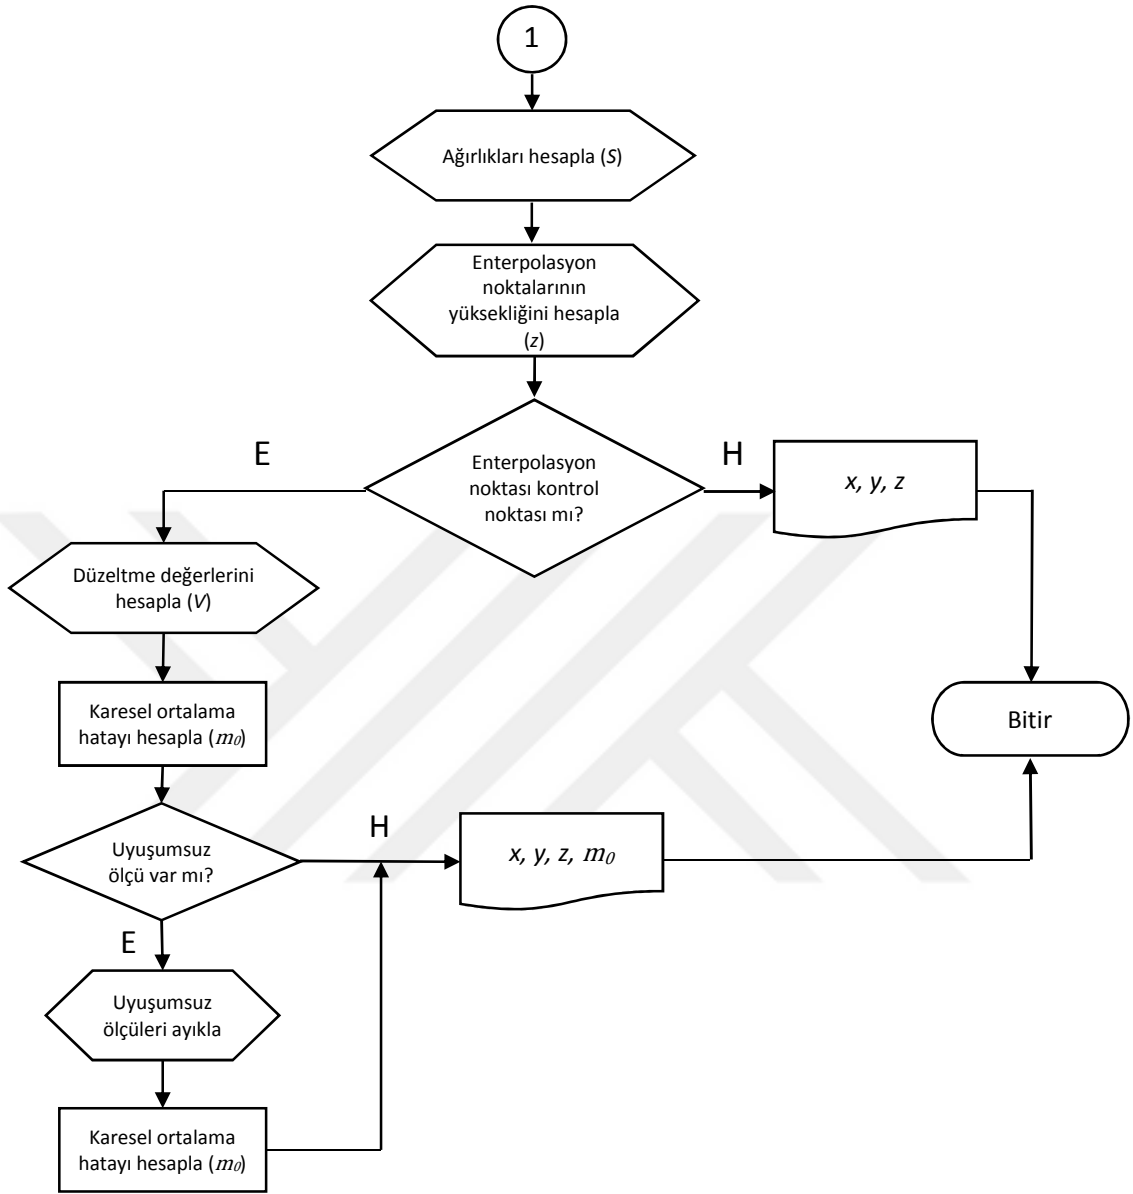 1
Ağırlıkları hesapla (S)
Enterpolasyon
noktalarının
yüksekliğini hesapla
(z)
E
H
Enterpolasyon
noktası kontrol
noktası mı?
x, y, z
Düzeltme değerlerini
hesapla (V)
Karesel ortalama
hatayı hesapla (m₀)
Bitir
Uyuşumsuz
ölçü var mı?
H
x, y, z, m₀
E
Uyuşumsuz
ölçüleri ayıkla
Karesel ortalama
hatayı hesapla (m₀)